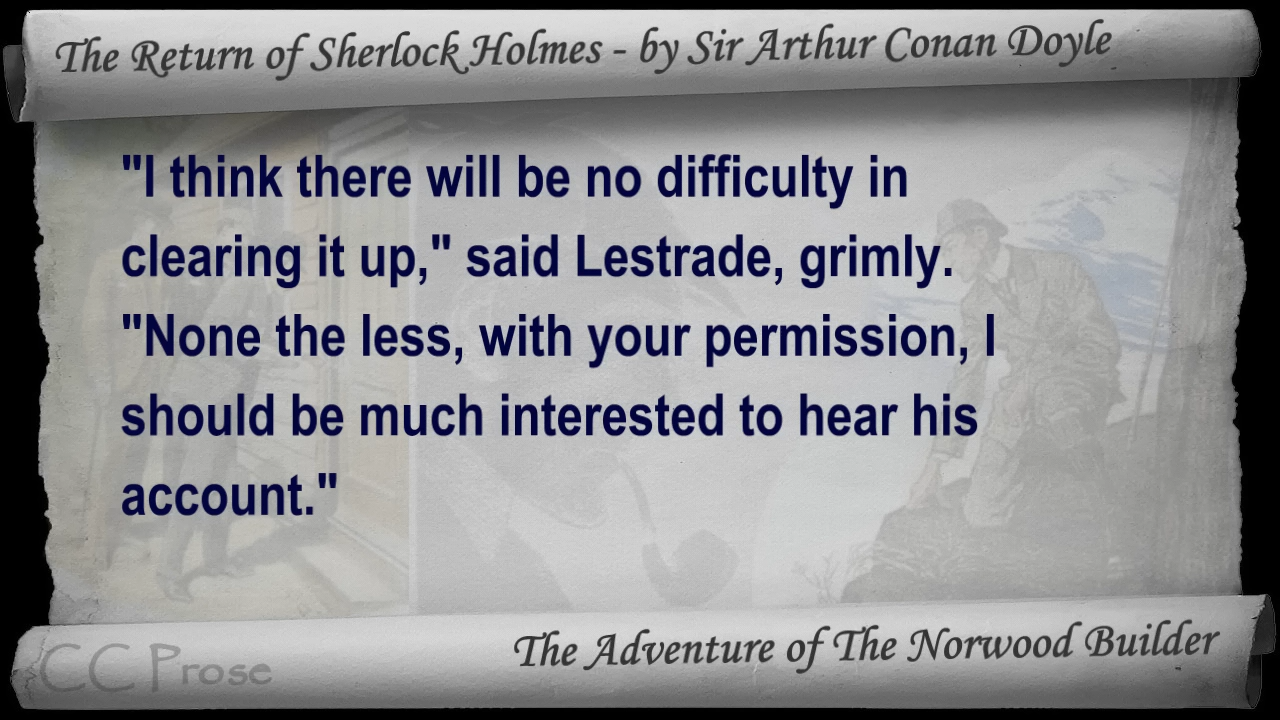 The Return of Sherlock Holmes - by Sir Arthur Conan Doyle
"I think there will be no difficulty in
clearing it up," said Lestrade, grimly.
"None the less, with your permission, I
should be much interested to hear his
account."
The Adventure of The Norwood Builder
CC Prose